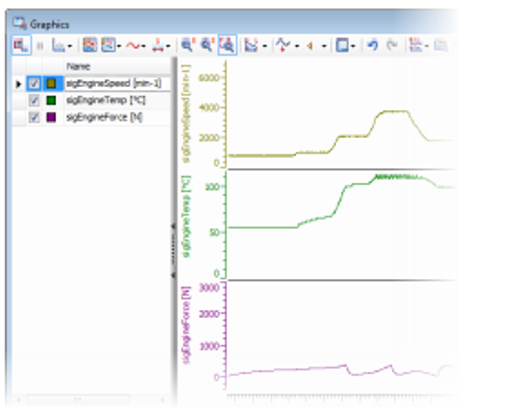 Graphics
Name
sigEngineSpeed [min-1]
sigEngineTemp [°C]
sigEngineForce [N]
sigEngineSpeed [min-1]
6000
4000
2000
0
sigEngineTemp [°C]
100
50
0
sigEngineForce [N]
3000
2000
1000
0